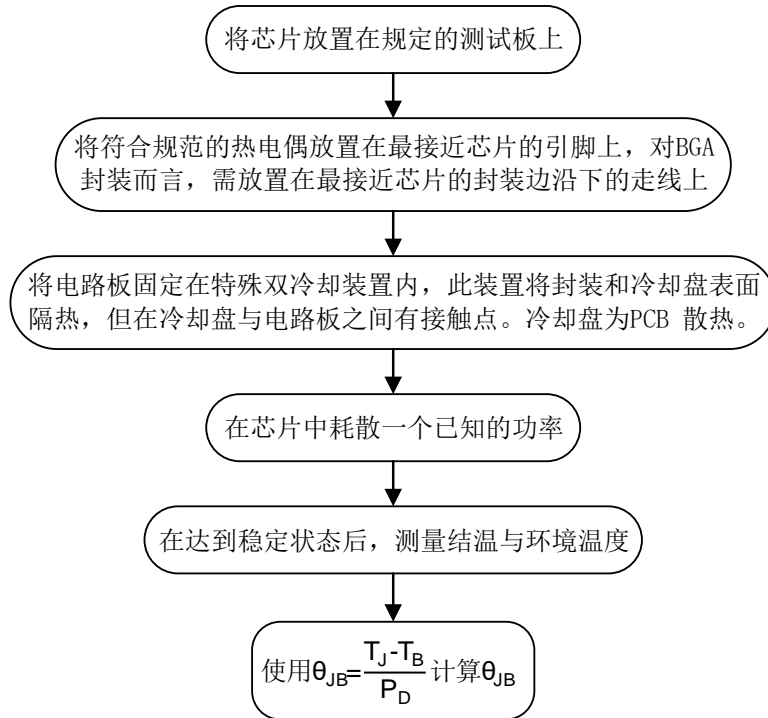 将芯片放置在规定的测试板上
将符合规范的热电偶放置在最接近芯片的引脚上，对BGA
封装而言，需放置在最接近芯片的封装边沿下的走线上
将电路板固定在特殊双冷却装置内，此装置将封装和冷却盘表面
隔热，但在冷却盘与电路板之间有接触点。冷却盘为PCB 散热。
在芯片中耗散一个已知的功率
在达到稳定状态后，测量结温与环境温度
使用θ_JB=(T_J-T_B)/P_D 计算θ_JB